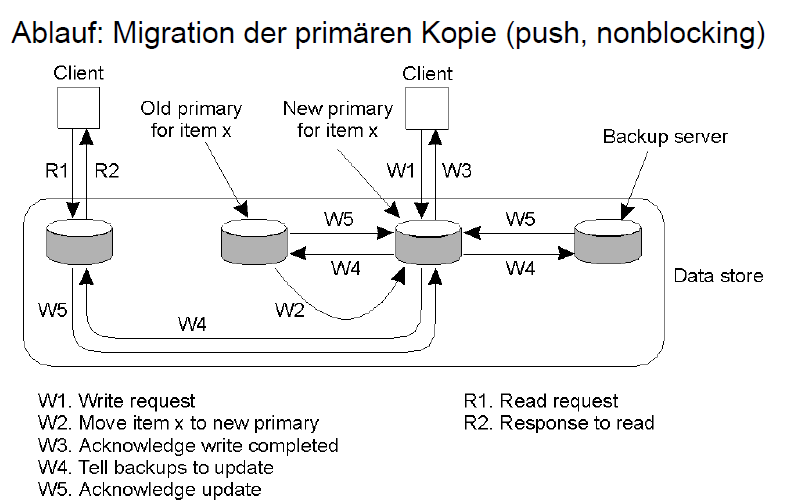 Ablauf: Migration der primären Kopie (push, nonblocking)
Client
Client
Old primary
for item x
New primary
for item x
Backup server
R1
R2
W1
W3
W5
W5
W4
W4
W5
W2
W4
Data store
W1. Write request
W2. Move item x to new primary
W3. Acknowledge write completed
W4. Tell backups to update
W5. Acknowledge update
R1. Read request
R2. Response to read